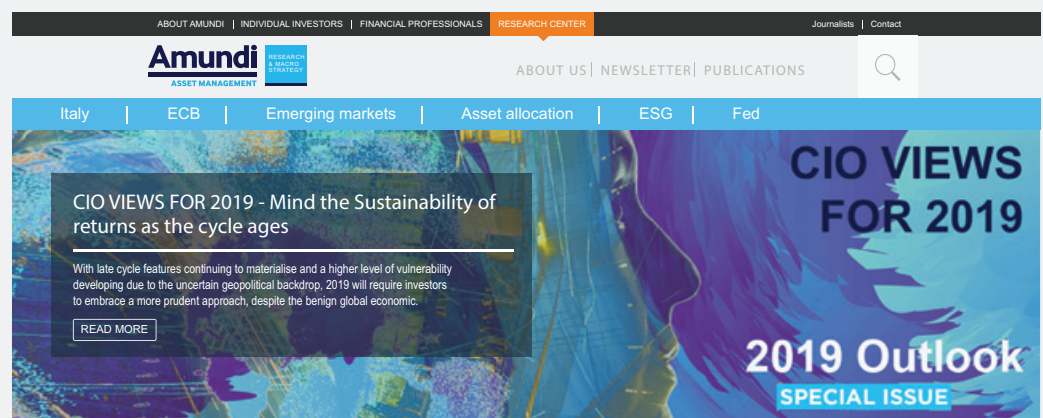 ABOUT AMUNDI | INDIVIDUAL INVESTORS | FINANCIAL PROFESSIONALS RESEARCH CENTER Journalists | Contact
Amundi
ASSET MANAGEMENT
RESEARCH
& MACRO
STRATEGY
ABOUT US | NEWSLETTER | PUBLICATIONS
Italy | ECB | Emerging markets | Asset allocation | ESG | Fed
CIO VIEWS FOR 2019 - Mind the Sustainability of
returns as the cycle ages
With late cycle features continuing to materialise and a higher level of vulnerability
developing due to the uncertain geopolitical backdrop, 2019 will require investors
to embrace a more prudent approach, despite the benign global economic.
READ MORE
CIO VIEWS
FOR 2019
2019 Outlook
SPECIAL ISSUE